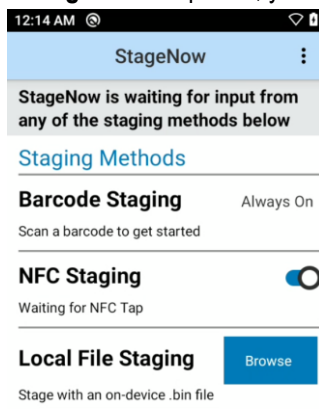 12:14 AM
StageNow
StageNow is waiting for input from
any of the staging methods below
Staging Methods
Barcode Staging Always On
Scan a barcode to get started
NFC Staging
Waiting for NFC Tap
Local File Staging Browse
Stage with an on-device .bin file